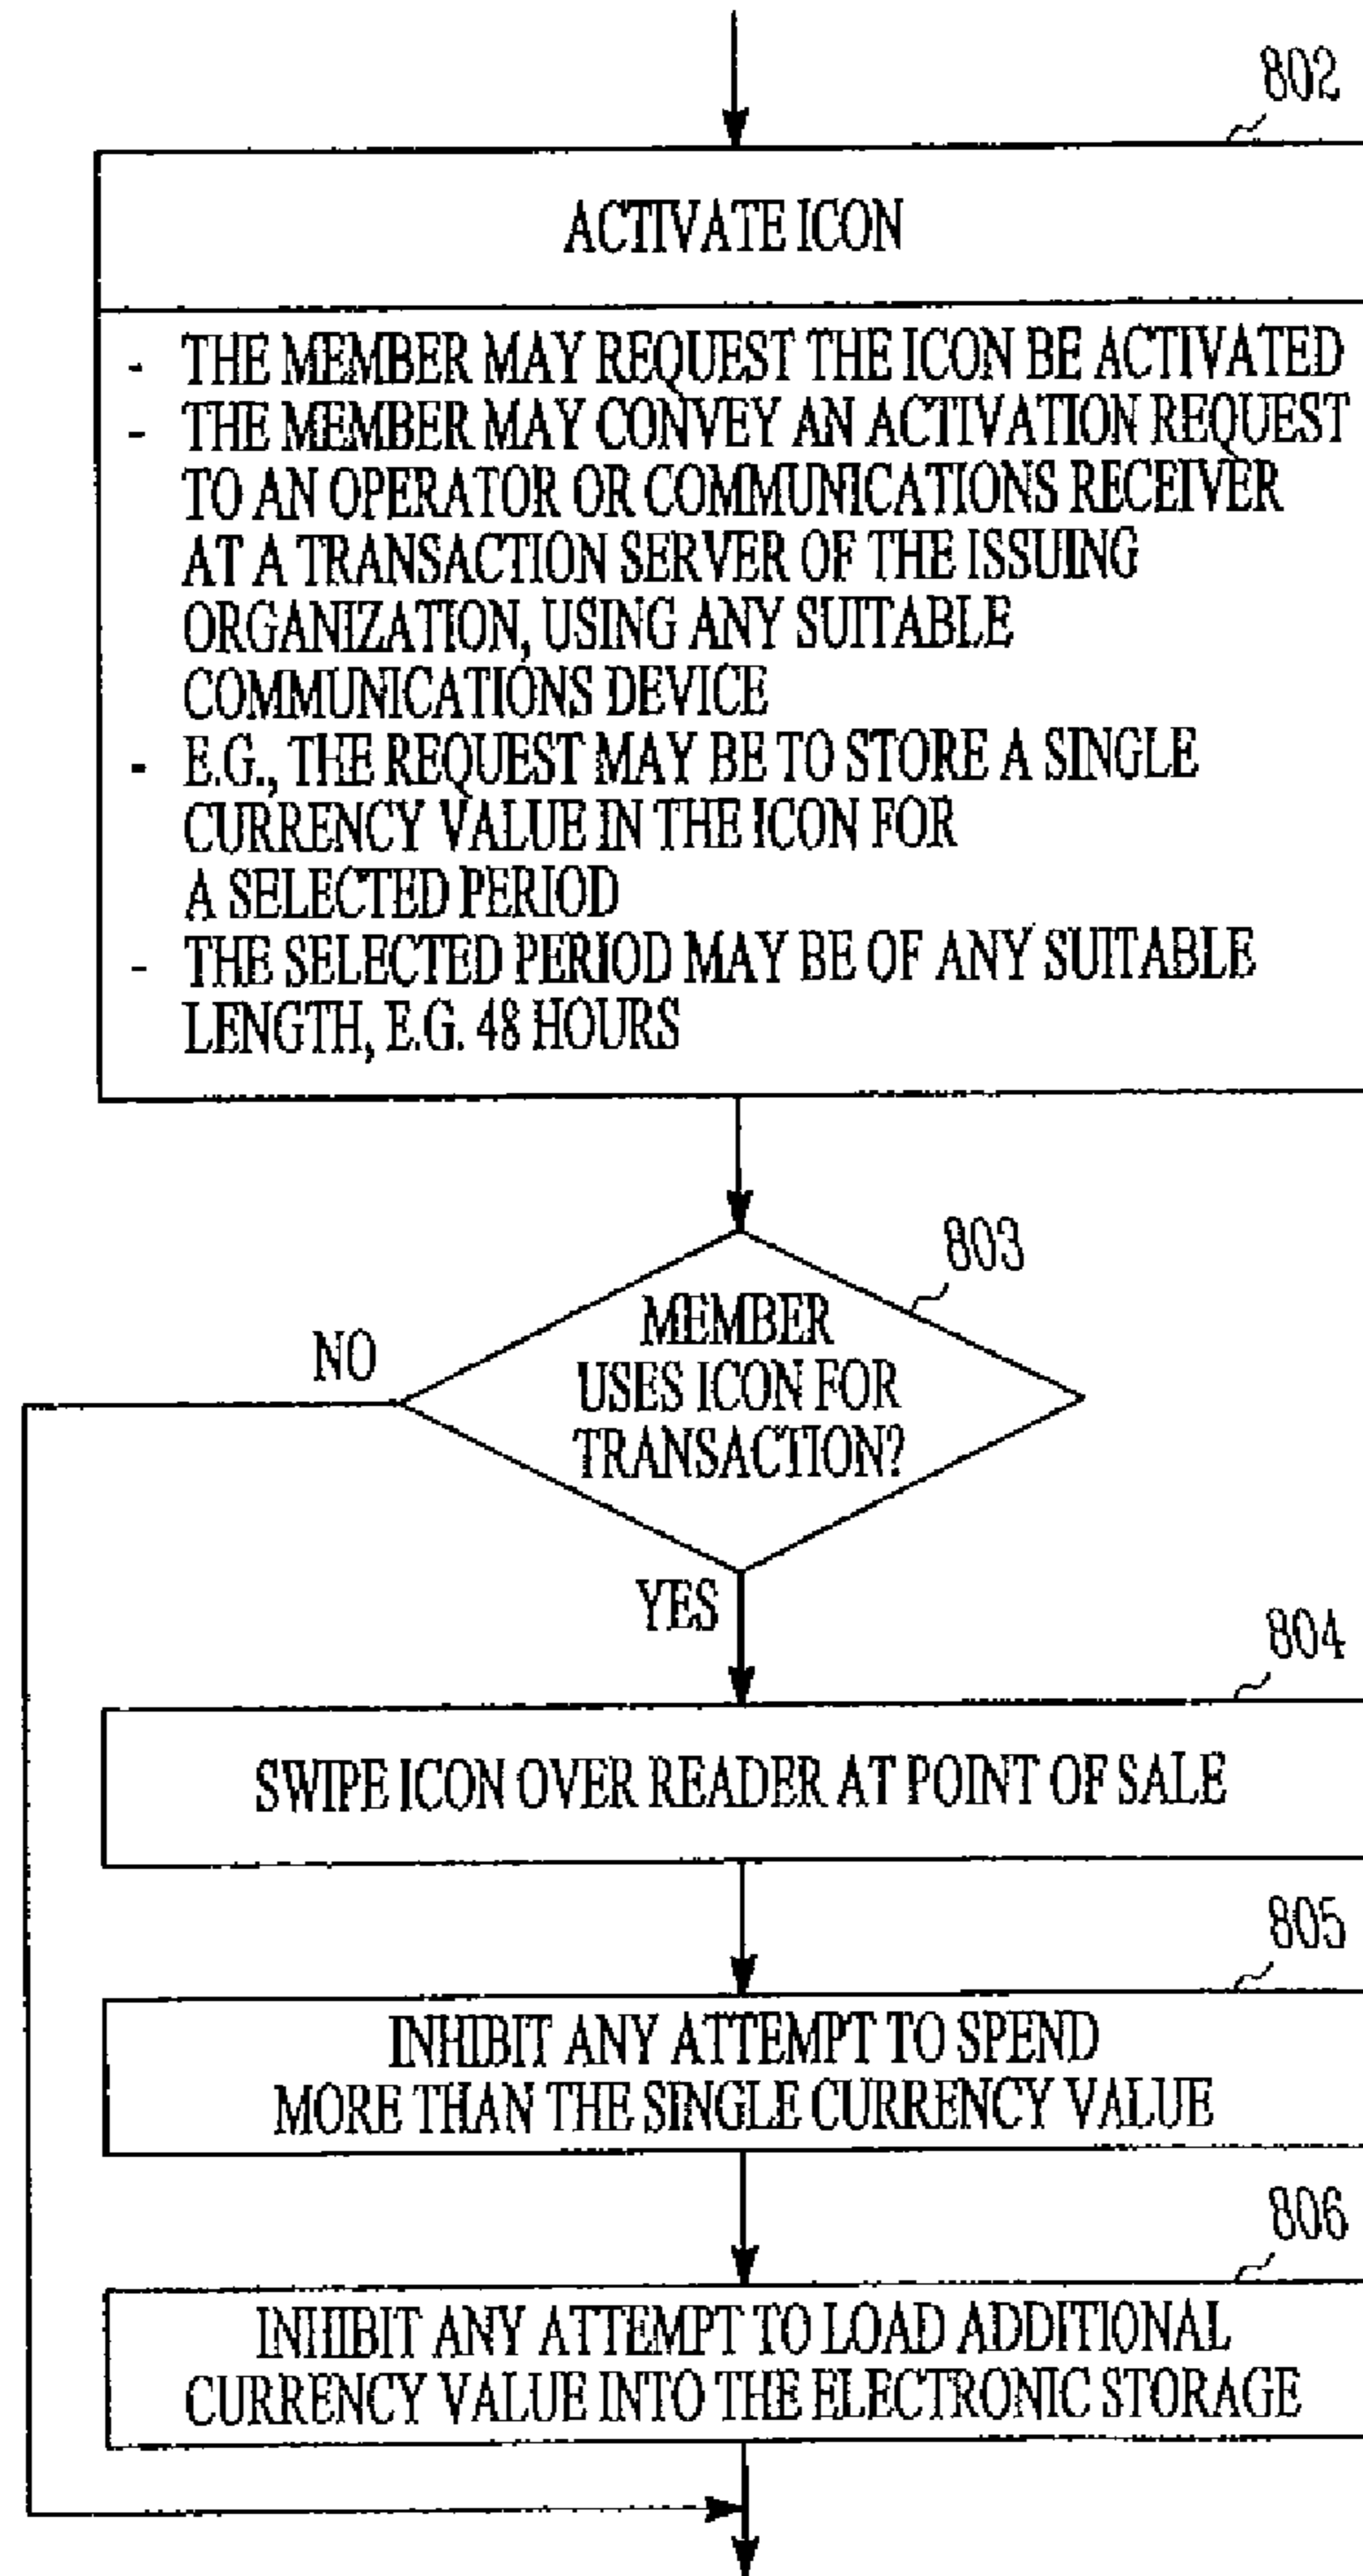 802
ACTIVATE ICON
- THE MEMBER MAY REQUEST THE ICON BE ACTIVATED
- THE MEMBER MAY CONVEY AN ACTIVATION REQUEST
TO AN OPERATOR OR COMMUNICATIONS RECEIVER
AT A TRANSACTION SERVER OF THE ISSUING
ORGANIZATION, USING ANY SUITABLE
COMMUNICATIONS DEVICE
- E.G., THE REQUEST MAY BE TO STORE A SINGLE
CURRENCY VALUE IN THE ICON FOR
A SELECTED PERIOD
- THE SELECTED PERIOD MAY BE OF ANY SUITABLE
LENGTH, E.G. 48 HOURS
803
MEMBER
USES ICON FOR
TRANSACTION?
NO
YES
804
SWIPE ICON OVER READER AT POINT OF SALE
805
INHIBIT ANY ATTEMPT TO SPEND
MORE THAN THE SINGLE CURRENCY VALUE
806
INHIBIT ANY ATTEMPT TO LOAD ADDITIONAL
CURRENCY VALUE INTO THE ELECTRONIC STORAGE